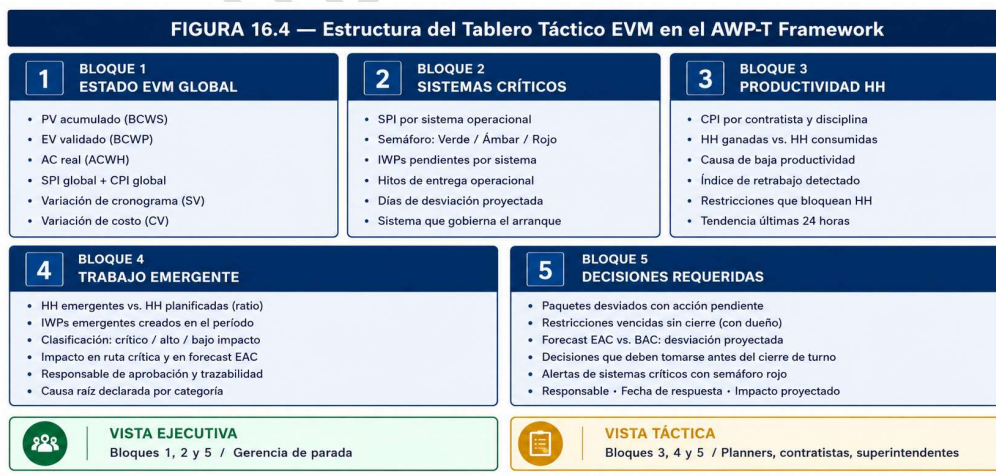 FIGURA 16.4 — Estructura del Tablero Táctico EVM en el AWP-T Framework
1
BLOQUE 1
ESTADO EVM GLOBAL
• PV acumulado (BCWS)
• EV validado (BCWP)
• AC real (ACWH)
• SPI global + CPI global
• Variación de cronograma (SV)
• Variación de costo (CV)
2
BLOQUE 2
SISTEMAS CRÍTICOS
• SPI por sistema operacional
• Semáforo: Verde / Ámbar / Rojo
• IWPs pendientes por sistema
• Hitos de entrega operacional
• Días de desviación proyectada
• Sistema que gobierna el arranque
3
BLOQUE 3
PRODUCTIVIDAD HH
• CPI por contratista y disciplina
• HH ganadas vs. HH consumidas
• Causa de baja productividad
• Índice de retrabajo detectado
• Restricciones que bloquean HH
• Tendencia últimas 24 horas
4
BLOQUE 4
TRABAJO EMERGENTE
• HH emergentes vs. HH planificadas (ratio)
• IWPs emergentes creados en el período
• Clasificación: crítico / alto / bajo impacto
• Impacto en ruta crítica y en forecast EAC
• Responsable de aprobación y trazabilidad
• Causa raíz declarada por categoría
5
BLOQUE 5
DECISIONES REQUERIDAS
• Paquetes desviados con acción pendiente
• Restricciones vencidas sin cierre (con dueño)
• Forecast EAC vs. BAC: desviación proyectada
• Decisiones que deben tomarse antes del cierre de turno
• Alertas de sistemas críticos con semáforo rojo
• Responsable • Fecha de respuesta • Impacto proyectado
VISTA EJECUTIVA
Bloques 1, 2 y 5 / Gerencia de parada
VISTA TÁCTICA
Bloques 3, 4 y 5 / Planners, contratistas, superintendentes